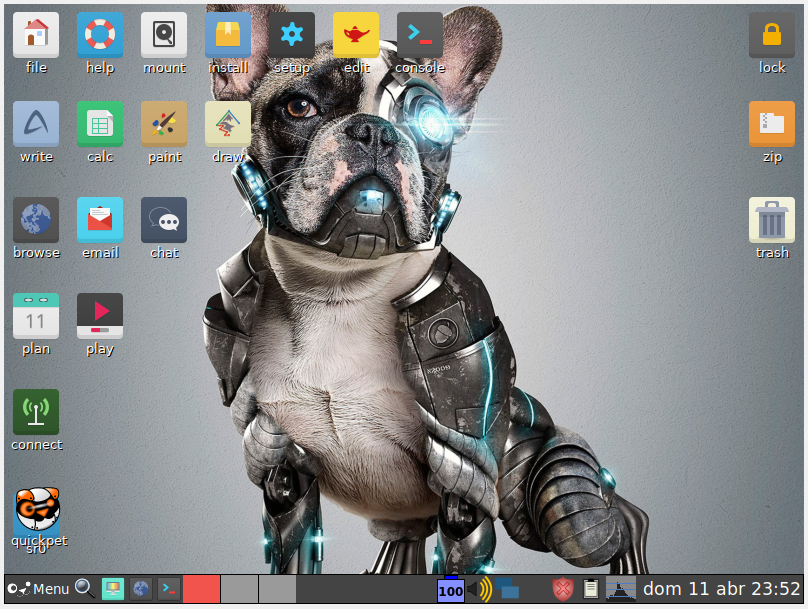 file help mount install setup edit console lock
write calc paint draw zip
browse email chat trash
11
plan play
connect
quickpet
sr0
Menu 100 dom 11 abr 23:52